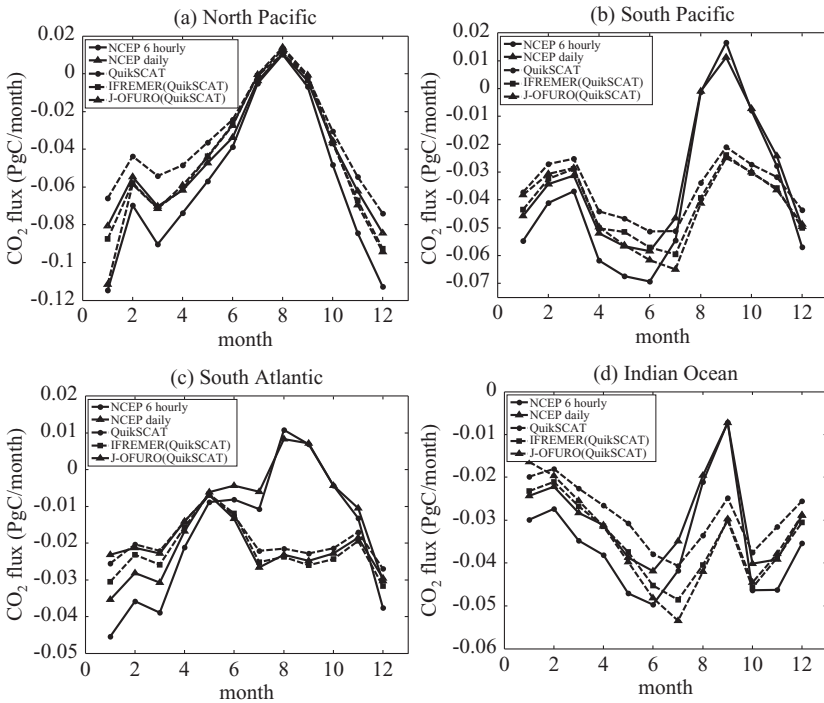 (a) North Pacific
NCEP 6 hourly
NCEP daily
QuikSCAT
IFREMER(QuikSCAT)
J-OFURO(QuikSCAT)
0.04
0.02
0
-0.02
-0.04
-0.06
-0.08
-0.1
-0.12
CO2 flux (PgC/month)
0 2 4 6 8 10 12
month
(b) South Pacific
NCEP 6 hourly
NCEP daily
QuikSCAT
IFREMER(QuikSCAT)
J-OFURO(QuikSCAT)
0.02
0.01
0
-0.01
-0.02
-0.03
-0.04
-0.05
-0.06
-0.07
CO2 flux (PgC/month)
0 2 4 6 8 10 12
month
(c) South Atlantic
NCEP 6 hourly
NCEP daily
QuikSCAT
IFREMER(QuikSCAT)
J-OFURO(QuikSCAT)
0.02
0.01
0
-0.01
-0.02
-0.03
-0.04
-0.05
CO2 flux (PgC/month)
0 2 4 6 8 10 12
month
(d) Indian Ocean
NCEP 6 hourly
NCEP daily
QuikSCAT
IFREMER(QuikSCAT)
J-OFURO(QuikSCAT)
0
-0.01
-0.02
-0.03
-0.04
-0.05
-0.06
CO2 flux (PgC/month)
0 2 4 6 8 10 12
month